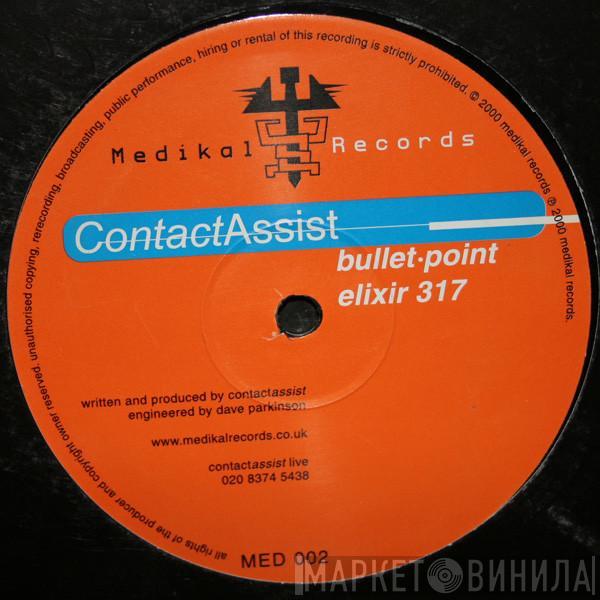 all rights of the producer and copyright owner reserved. unauthorised copying, rerecording, broadcasting, public performance, hiring or rental of this recording is strictly prohibited. © 2000 medikal records ℗ 2000 medikal records.
Medikal Records
ContactAssist
bullet·point
elixir 317
written and produced by contactassist
engineered by dave parkinson
www.medikalrecords.co.uk
contactassist live
020 8374 5438
MED 002
МАРКЕТ ВИНИЛА